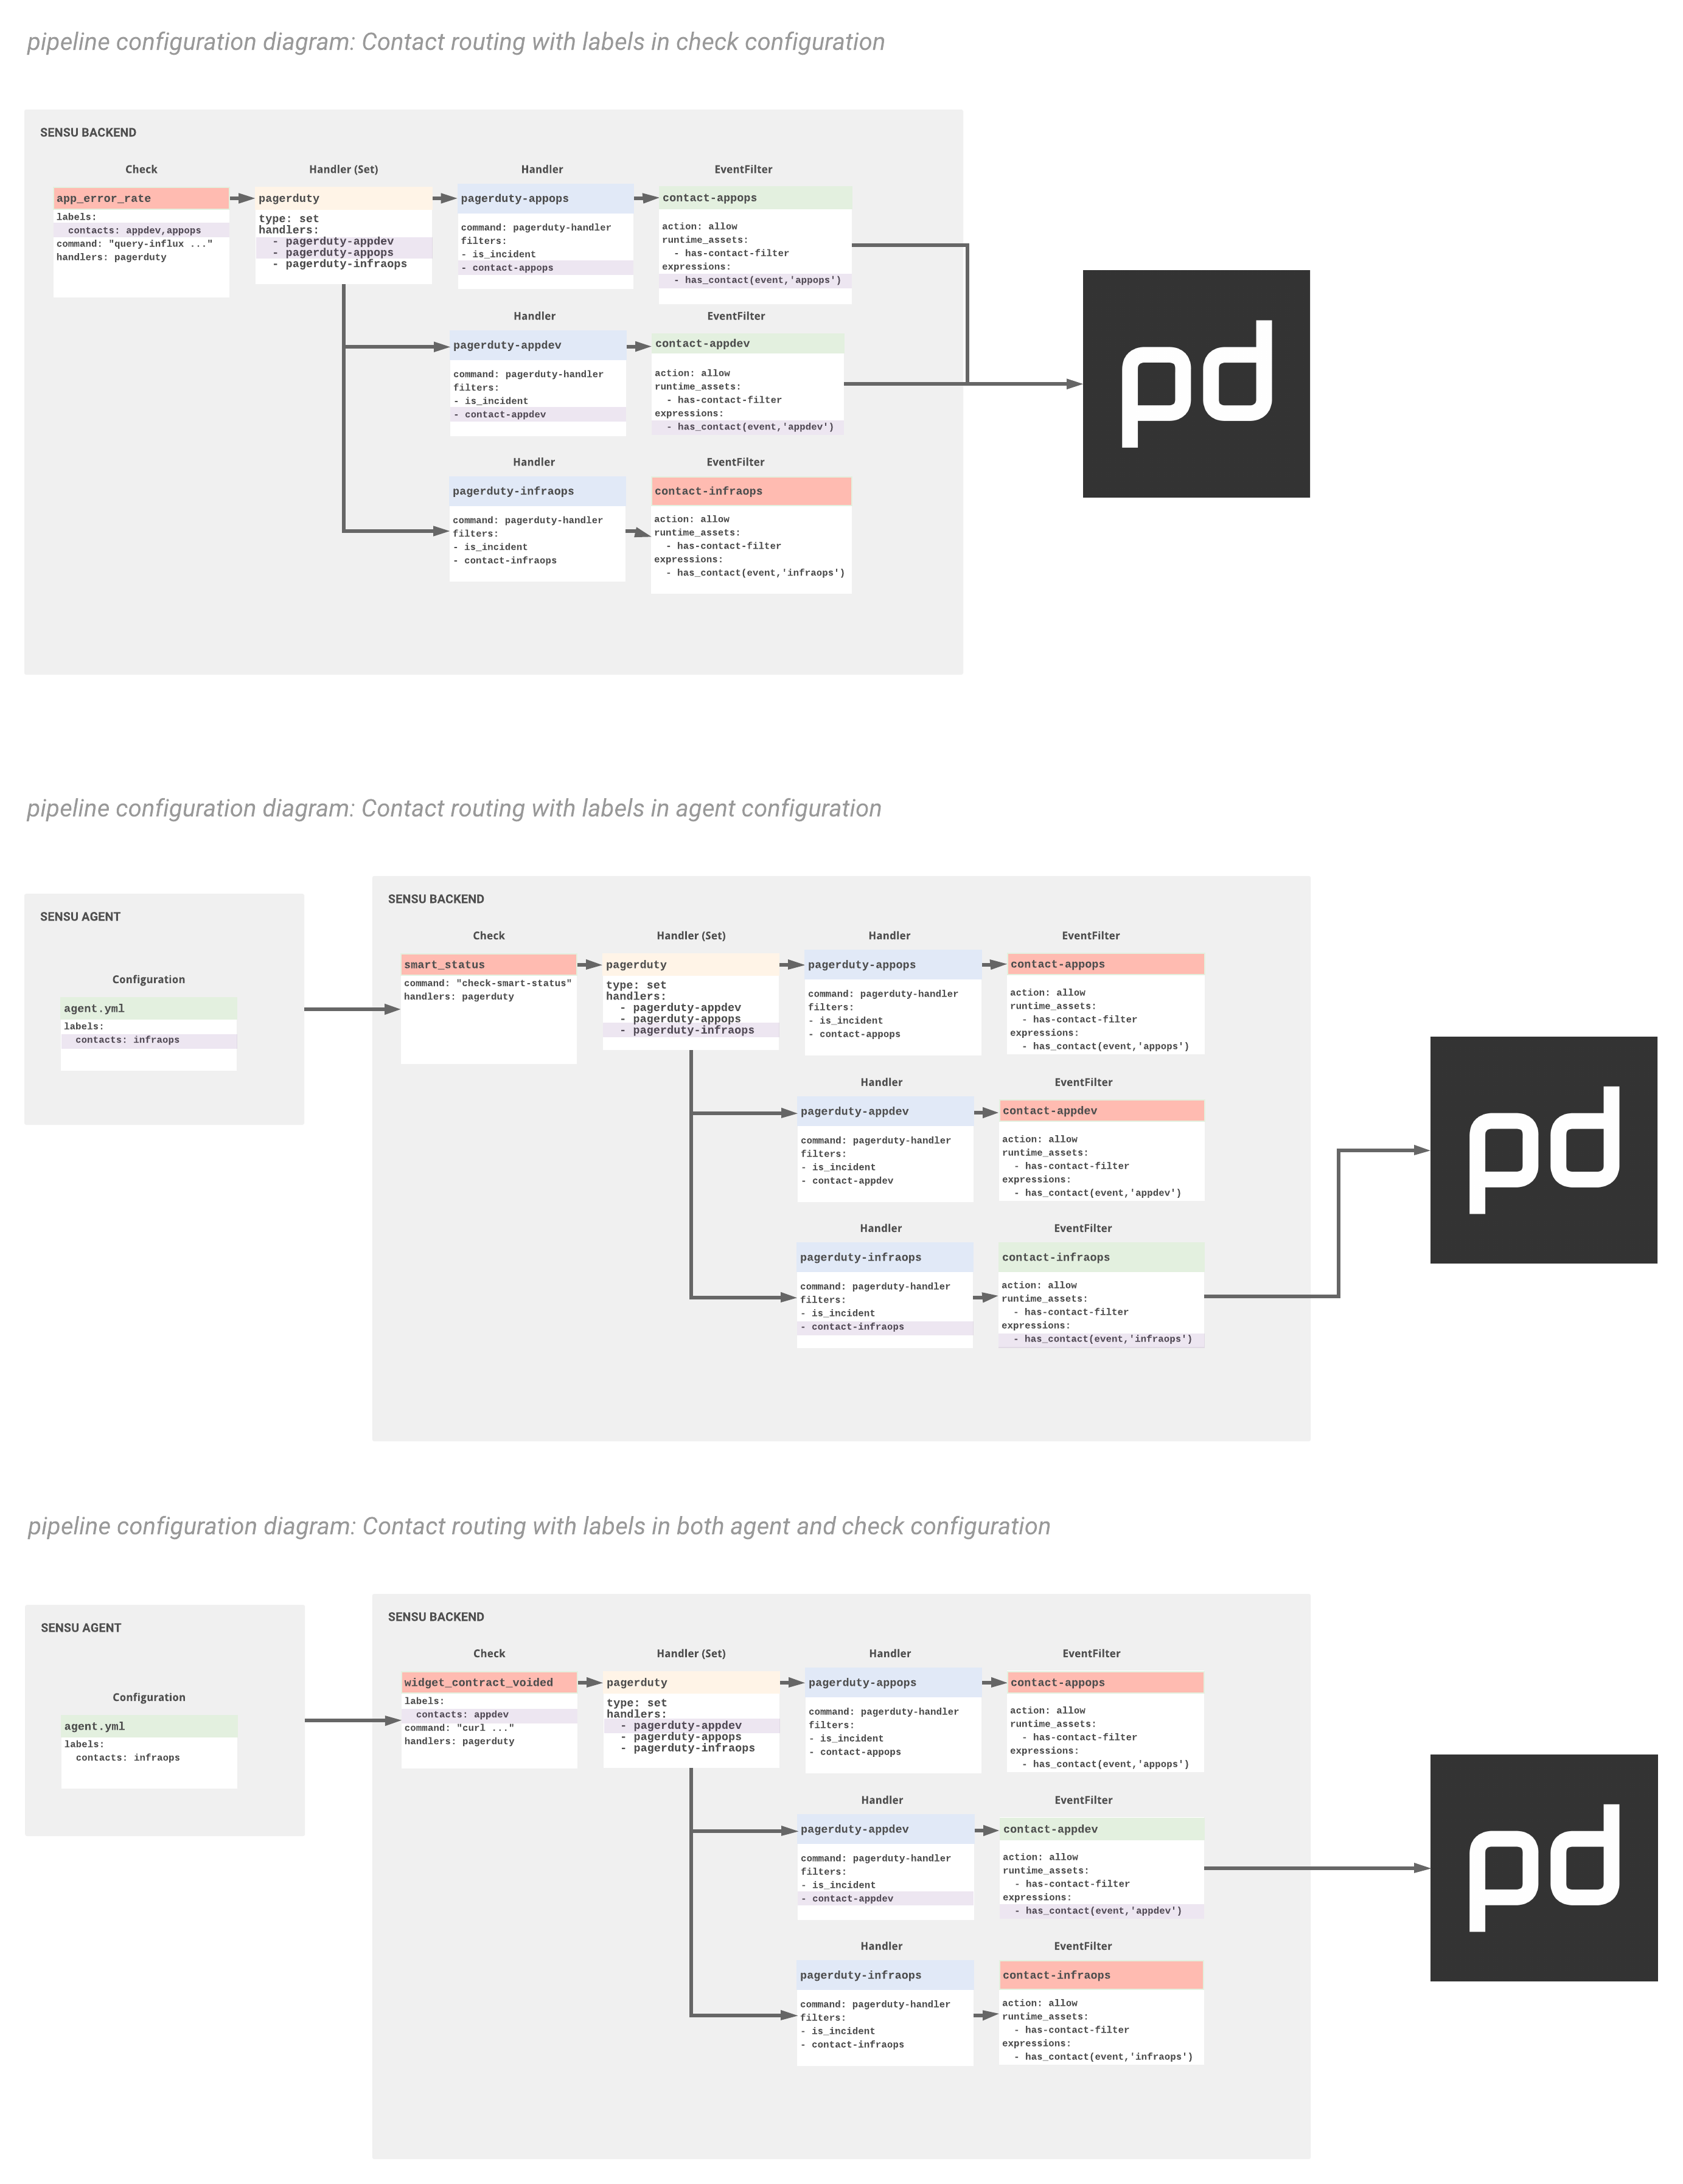 pipeline configuration diagram: Contact routing with labels in check configuration
SENSU BACKEND
Check
app_error_rate
labels:
contacts: appdev,appops
command: "query-influx ..."
handlers: pagerduty
Handler (Set)
pagerduty
type: set
handlers:
- pagerduty-appdev
- pagerduty-appops
- pagerduty-infraops
Handler
pagerduty-appops
command: pagerduty-handler
filters:
- is_incident
- contact-appops
EventFilter
contact-appops
action: allow
runtime_assets:
- has-contact-filter
expressions:
- has_contact(event,'appops')
Handler
pagerduty-appdev
command: pagerduty-handler
filters:
- is_incident
- contact-appdev
EventFilter
contact-appdev
action: allow
runtime_assets:
- has-contact-filter
expressions:
- has_contact(event,'appdev')
Handler
pagerduty-infraops
command: pagerduty-handler
filters:
- is_incident
- contact-infraops
EventFilter
contact-infraops
action: allow
runtime_assets:
- has-contact-filter
expressions:
- has_contact(event,'infraops')
pd
pipeline configuration diagram: Contact routing with labels in agent configuration
SENSU AGENT
Configuration
agent.yml
labels:
contacts: infraops
SENSU BACKEND
Check
smart_status
command: "check-smart-status"
handlers: pagerduty
Handler (Set)
pagerduty
type: set
handlers:
- pagerduty-appdev
- pagerduty-appops
- pagerduty-infraops
Handler
pagerduty-appops
command: pagerduty-handler
filters:
- is_incident
- contact-appops
EventFilter
contact-appops
action: allow
runtime_assets:
- has-contact-filter
expressions:
- has_contact(event,'appops')
Handler
pagerduty-appdev
command: pagerduty-handler
filters:
- is_incident
- contact-appdev
EventFilter
contact-appdev
action: allow
runtime_assets:
- has-contact-filter
expressions:
- has_contact(event,'appdev')
Handler
pagerduty-infraops
command: pagerduty-handler
filters:
- is_incident
- contact-infraops
EventFilter
contact-infraops
action: allow
runtime_assets:
- has-contact-filter
expressions:
- has_contact(event,'infraops')
pd
pipeline configuration diagram: Contact routing with labels in both agent and check configuration
SENSU AGENT
Configuration
agent.yml
labels:
contacts: infraops
SENSU BACKEND
Check
widget_contract_voided
labels:
contacts: appdev
command: "curl ..."
handlers: pagerduty
Handler (Set)
pagerduty
type: set
handlers:
- pagerduty-appdev
- pagerduty-appops
- pagerduty-infraops
Handler
pagerduty-appops
command: pagerduty-handler
filters:
- is_incident
- contact-appops
EventFilter
contact-appops
action: allow
runtime_assets:
- has-contact-filter
expressions:
- has_contact(event,'appops')
Handler
pagerduty-appdev
command: pagerduty-handler
filters:
- is_incident
- contact-appdev
EventFilter
contact-appdev
action: allow
runtime_assets:
- has-contact-filter
expressions:
- has_contact(event,'appdev')
Handler
pagerduty-infraops
command: pagerduty-handler
filters:
- is_incident
- contact-infraops
EventFilter
contact-infraops
action: allow
runtime_assets:
- has-contact-filter
expressions:
- has_contact(event,'infraops')
pd